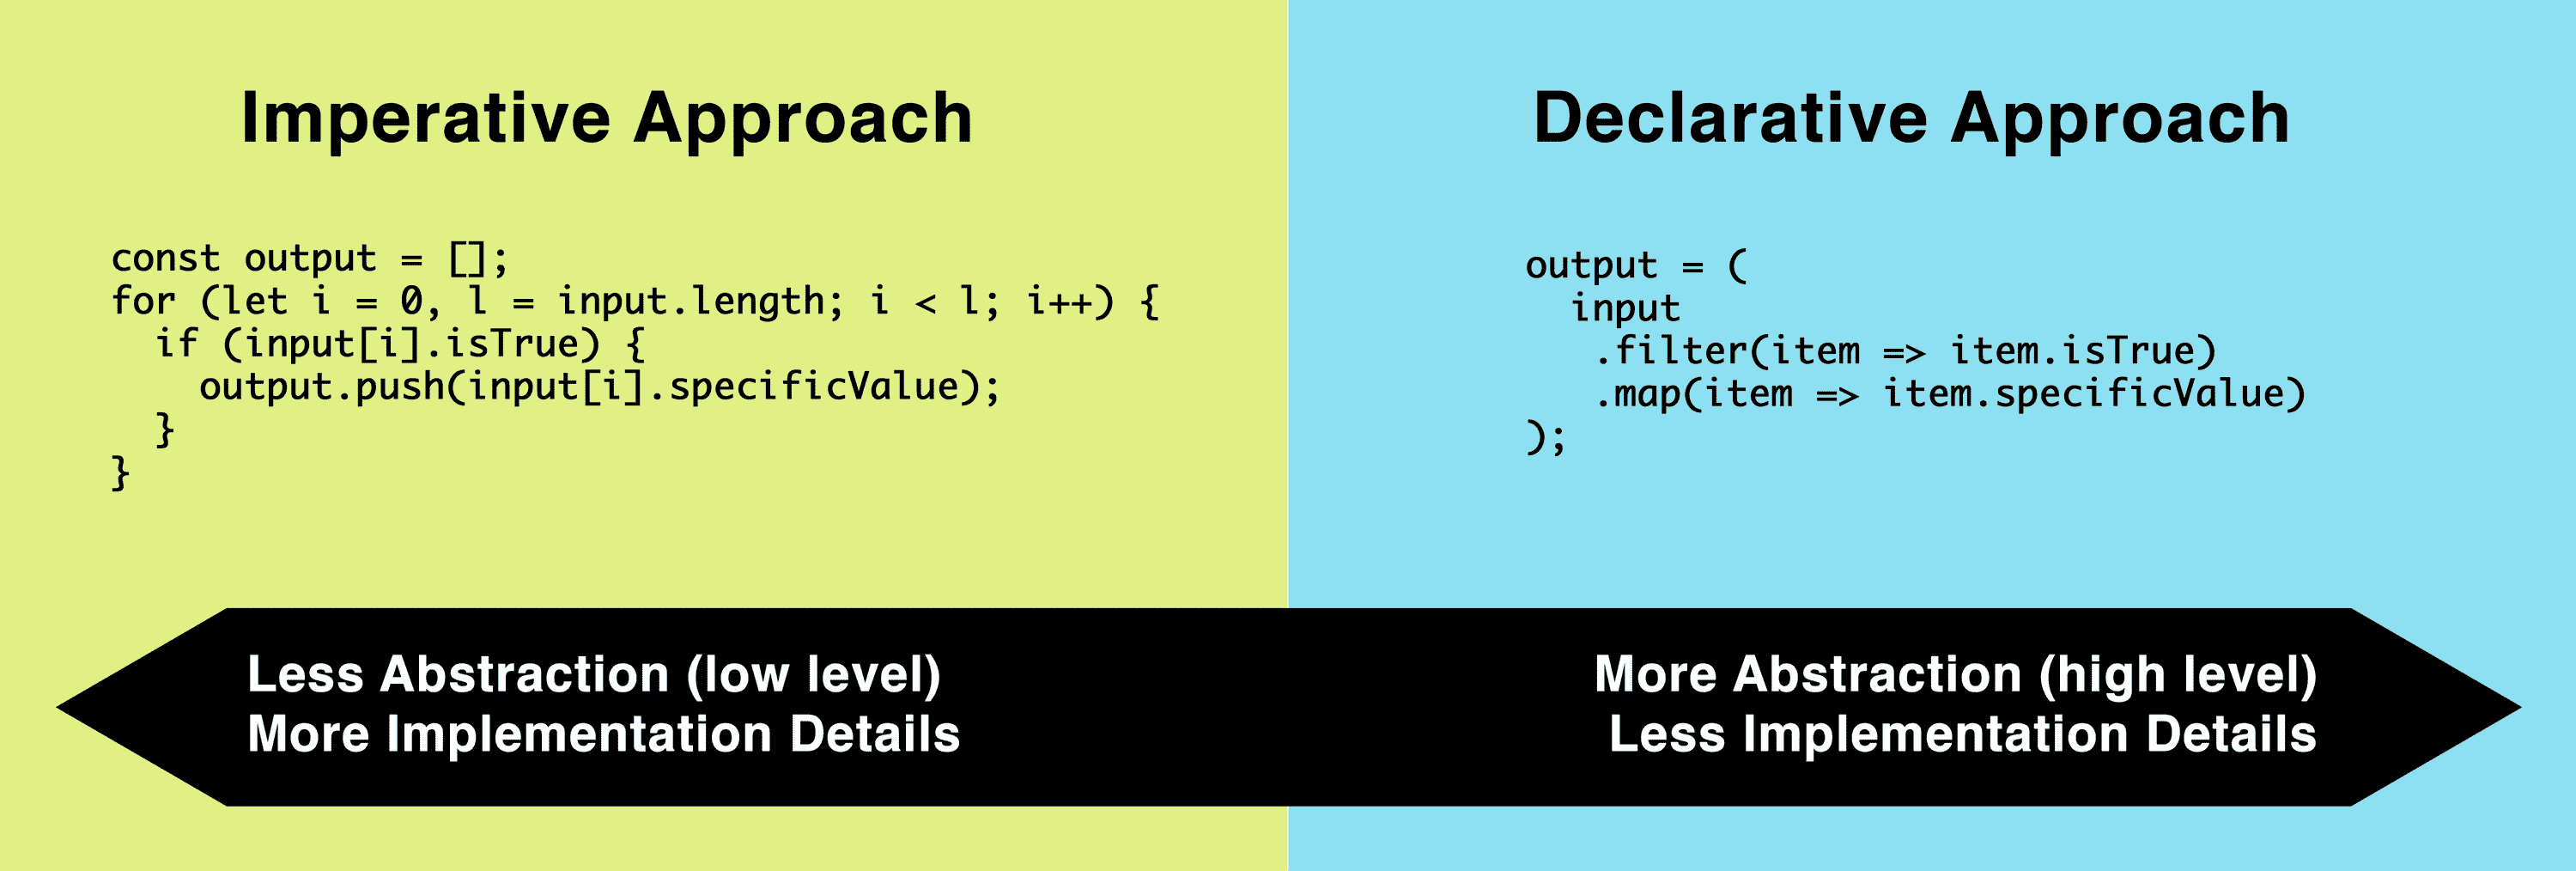 Imperative Approach
const output = [];
for (let i = 0, l = input.length; i < l; i++) {
  if (input[i].isTrue) {
    output.push(input[i].specificValue);
  }
}
Declarative Approach
output = (
  input
   .filter(item => item.isTrue)
   .map(item => item.specificValue)
);
Less Abstraction (low level)
More Implementation Details
More Abstraction (high level)
Less Implementation Details